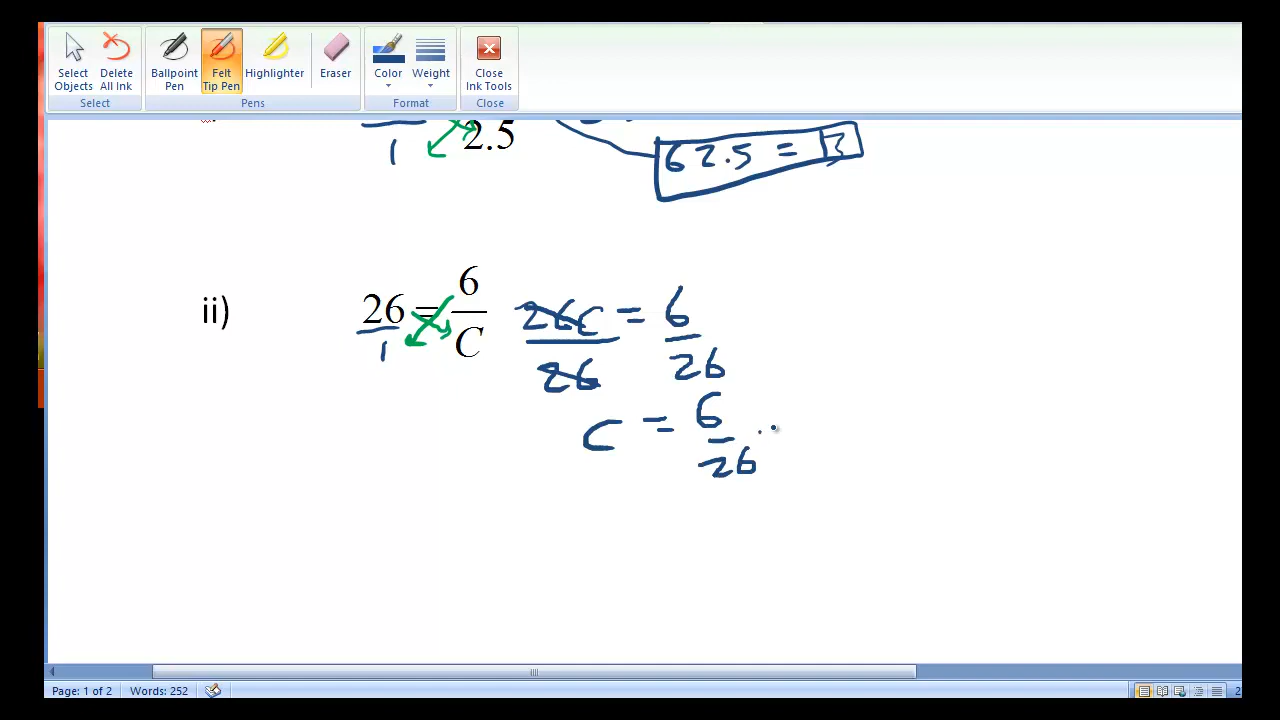 Select Objects Delete All Ink Ballpoint Pen Felt Tip Pen Highlighter Eraser Color Weight Close Ink Tools
Select Pens Format Close
1 2.5 62.5 =
ii) 26/1 = 6/C 26C/26 = 6/26
C = 6/26
Page: 1 of 2 Words: 252 2